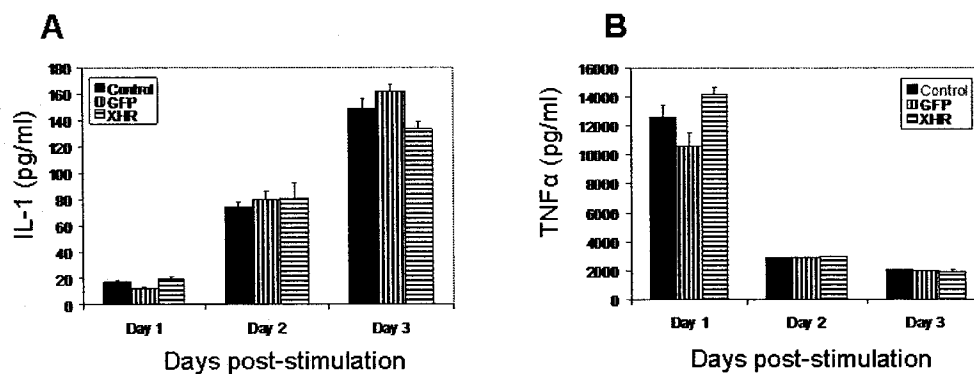 A
IL-1 (pg/ml)
180
160
140
120
100
80
60
40
20
0
Control
GFP
XHR
Day 1
Day 2
Day 3
Days post-stimulation
B
TNFα (pg/ml)
16000
14000
12000
10000
8000
6000
4000
2000
0
Control
GFP
XHR
Day 1
Day 2
Day 3
Days post-stimulation